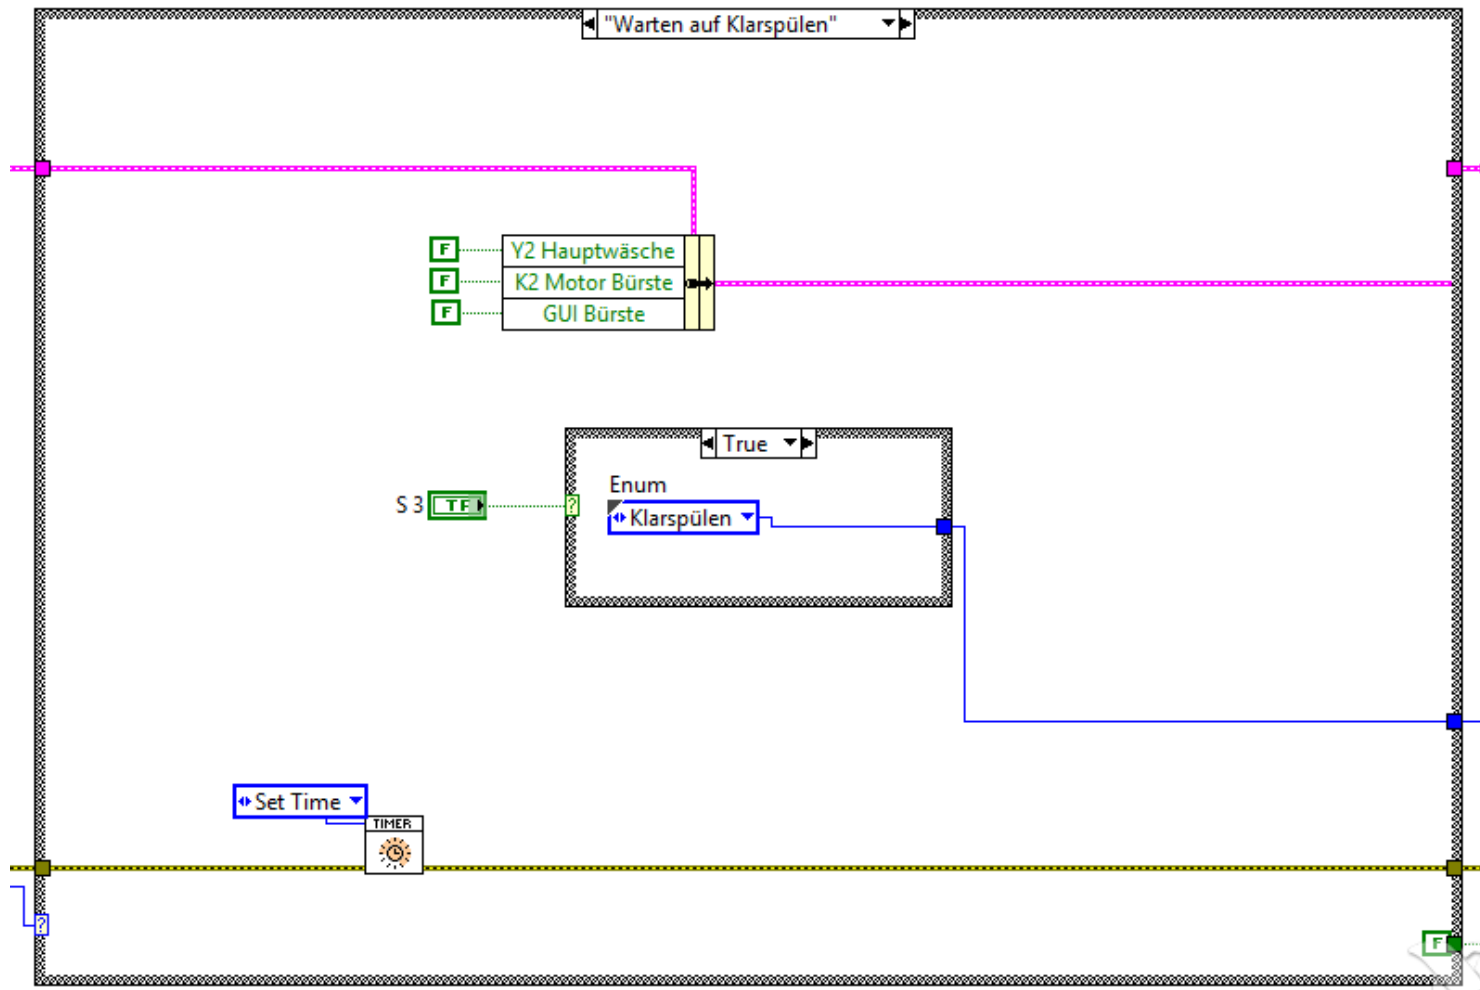 "Warten auf Klarspülen"
F
Y2 Hauptwäsche
F
K2 Motor Bürste
F
GUI Bürste
True
Enum
S 3
TF
?
Klarspülen
Set Time
TIMER
?
F